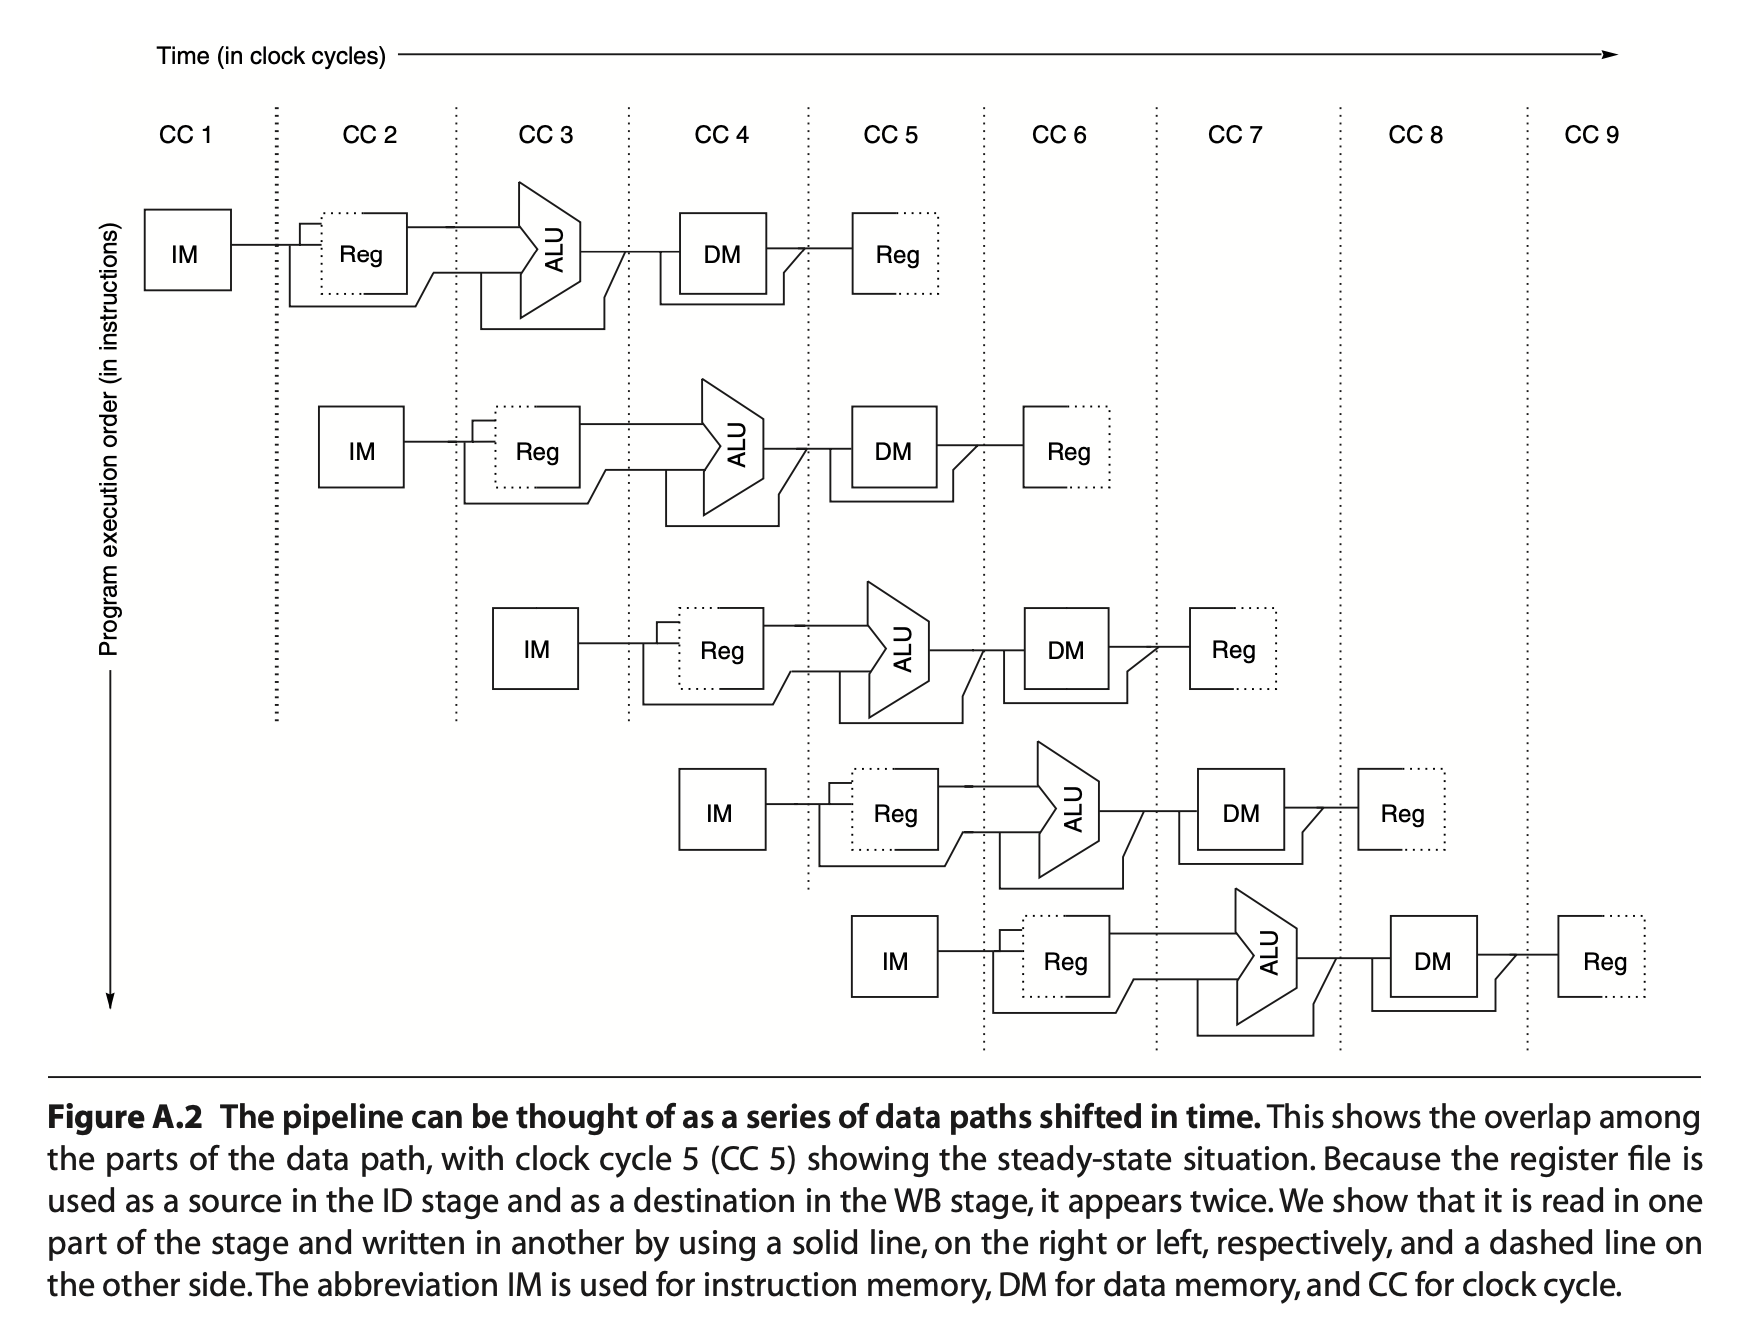 Time (in clock cycles)
CC 1 CC 2 CC 3 CC 4 CC 5 CC 6 CC 7 CC 8 CC 9
Program execution order (in instructions)
IM Reg ALU DM Reg
IM Reg ALU DM Reg
IM Reg ALU DM Reg
IM Reg ALU DM Reg
IM Reg ALU DM Reg
Figure A.2 The pipeline can be thought of as a series of data paths shifted in time. This shows the overlap among
the parts of the data path, with clock cycle 5 (CC 5) showing the steady-state situation. Because the register file is
used as a source in the ID stage and as a destination in the WB stage, it appears twice. We show that it is read in one
part of the stage and written in another by using a solid line, on the right or left, respectively, and a dashed line on
the other side. The abbreviation IM is used for instruction memory, DM for data memory, and CC for clock cycle.